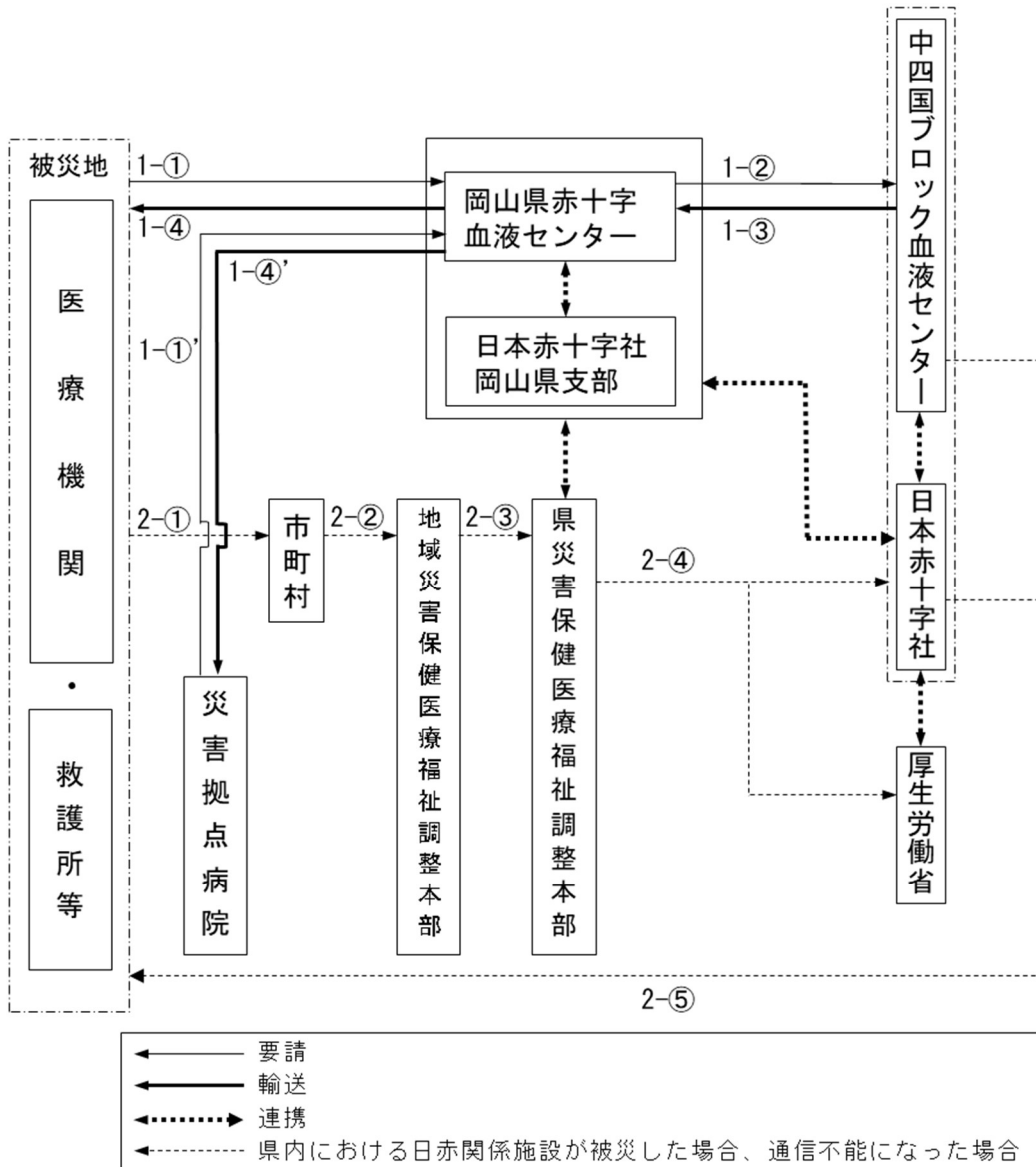 被災地
医療機関
・
救護所等
1-①
1-④
1-①’
1-④’
岡山県赤十字
血液センター
日本赤十字社
岡山県支部
1-②
1-③
中四国ブロック血液センター
2-①
市町村
2-②
地域災害保健医療福祉調整本部
2-③
県災害保健医療福祉調整本部
2-④
日本赤十字社
厚生労働省
災害拠点病院
2-⑤
要請
輸送
連携
県内における日赤関係施設が被災した場合、通信不能になった場合